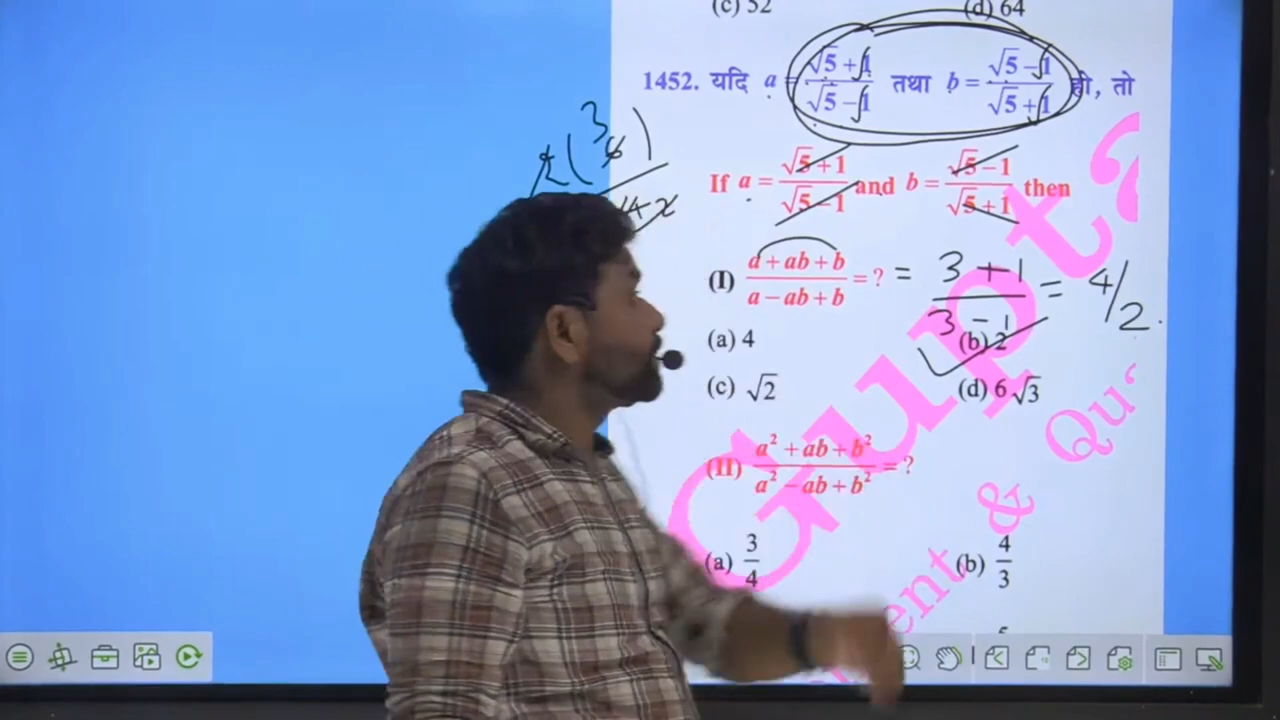 (c) 52 (d) 64
1452. यदि a = √5+1/√5−1 तथा b = √5−1/√5+1 हो, तो
If a = √5+1/√5−1 and b = √5−1/√5+1 then
(I) a+ab+b/a−ab+b = ? = 3+1/3−1 = 4/2
(a) 4 (b) 2
(c) √2 (d) 6√3
(II) a²+ab+b²/a²−ab+b² = ?
(a) 3/4 (b) 4/3
Gupta